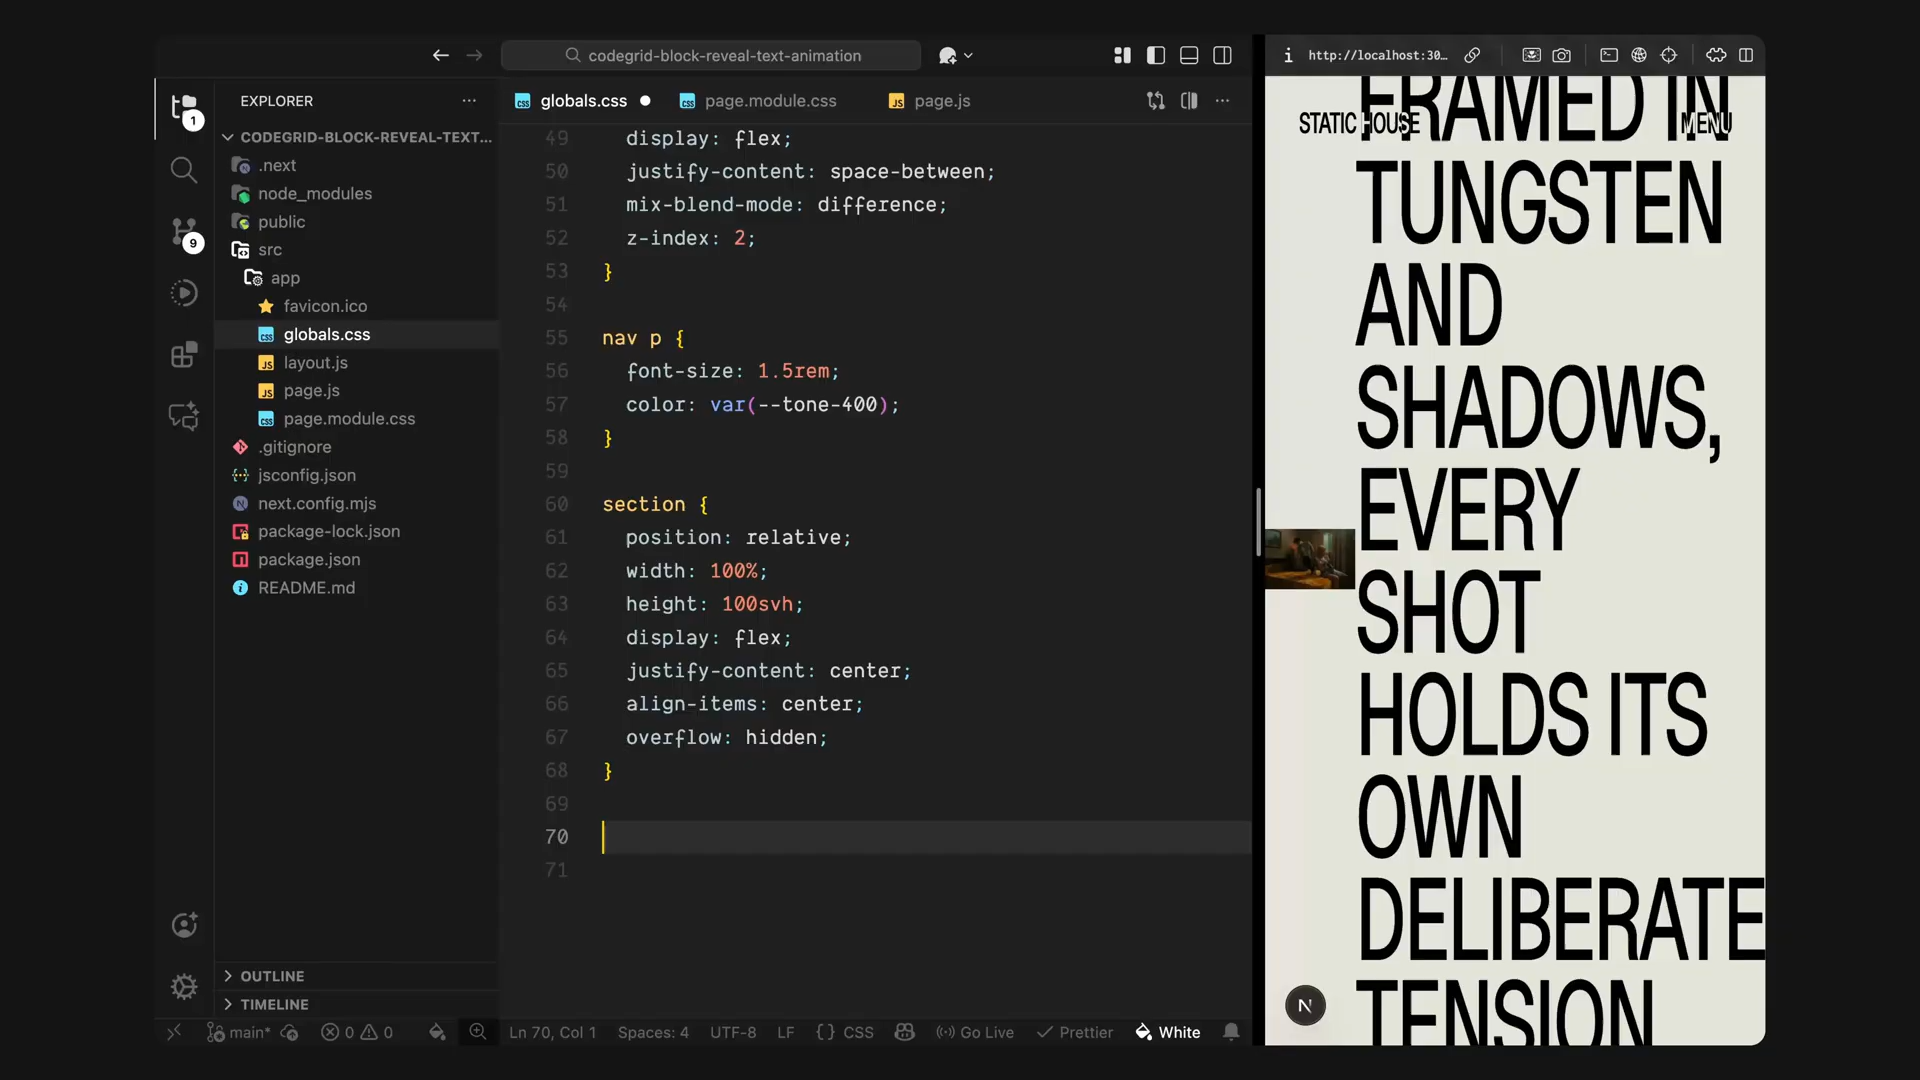 codegrid-block-reveal-text-animation
http://localhost:30…
EXPLORER
1
CODEGRID-BLOCK-REVEAL-TEXT...
.next
node_modules
public
9
src
app
favicon.ico
globals.css
layout.js
page.js
page.module.css
.gitignore
jsconfig.json
next.config.mjs
package-lock.json
package.json
README.md
OUTLINE
TIMELINE
globals.css
page.module.css
page.js
49 display: flex;
50 justify-content: space-between;
51 mix-blend-mode: difference;
52 z-index: 2;
53 }
54
55 nav p {
56 font-size: 1.5rem;
57 color: var(--tone-400);
58 }
59
60 section {
61 position: relative;
62 width: 100%;
63 height: 100svh;
64 display: flex;
65 justify-content: center;
66 align-items: center;
67 overflow: hidden;
68 }
69
70
71
STATIC HOUSE
MENU
FRAMED IN
TUNGSTEN
AND
SHADOWS,
EVERY
SHOT
HOLDS ITS
OWN
DELIBERATE
TENSION
N
main*
0
0
Ln 70, Col 1
Spaces: 4
UTF-8
LF
{} CSS
Go Live
Prettier
White